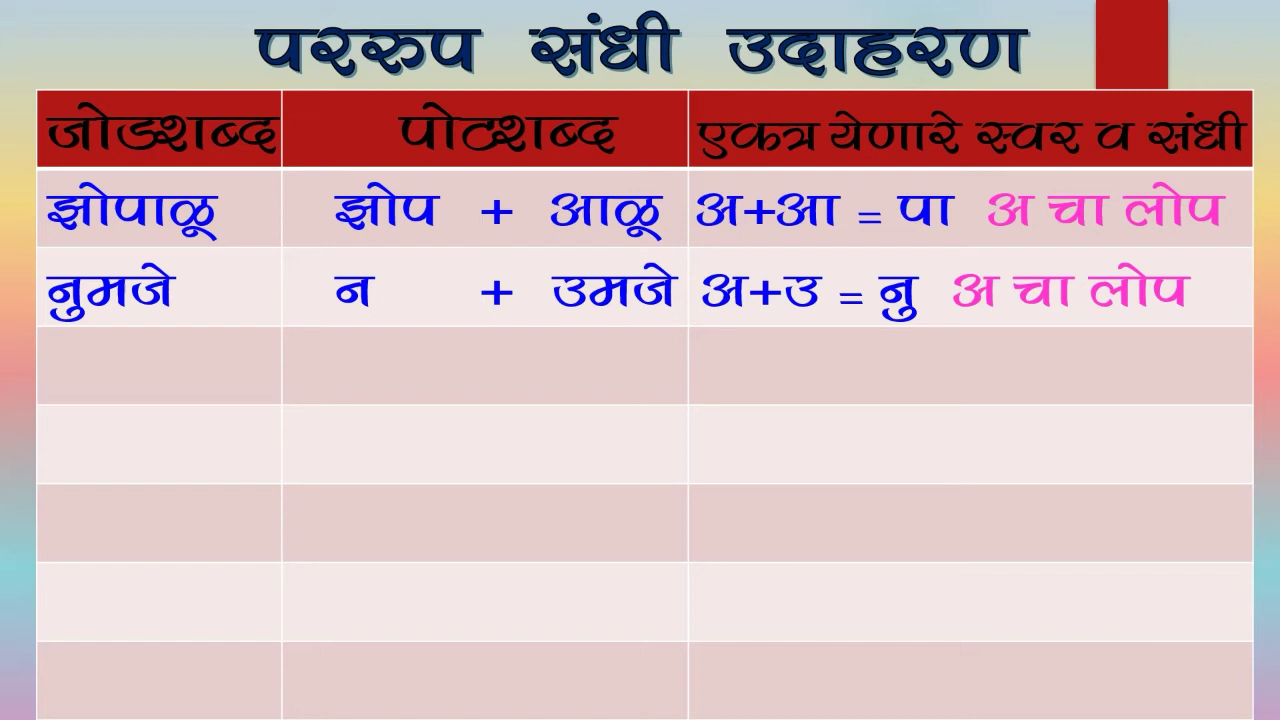 पररुप संधी उदाहरण
जोडशब्द पोटशब्द एकत्र येणारे स्वर व संधी
झोपाळू झोप + आळू अ+आ = पा अ चा लोप
नुमजे न + उमजे अ+उ = नु अ चा लोप